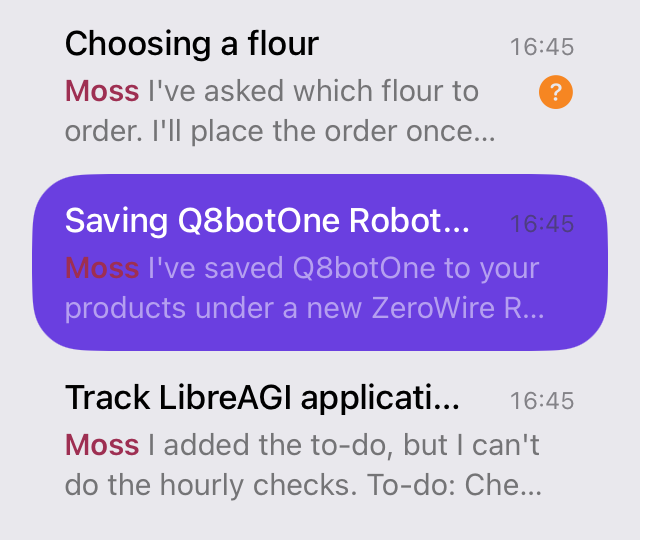 Choosing a flour 16:45
Moss I've asked which flour to ?
order. I'll place the order once...
Saving Q8botOne Robot... 16:45
Moss I've saved Q8botOne to your
products under a new ZeroWire R...
Track LibreAGI applicati... 16:45
Moss I added the to-do, but I can't
do the hourly checks. To-do: Che...